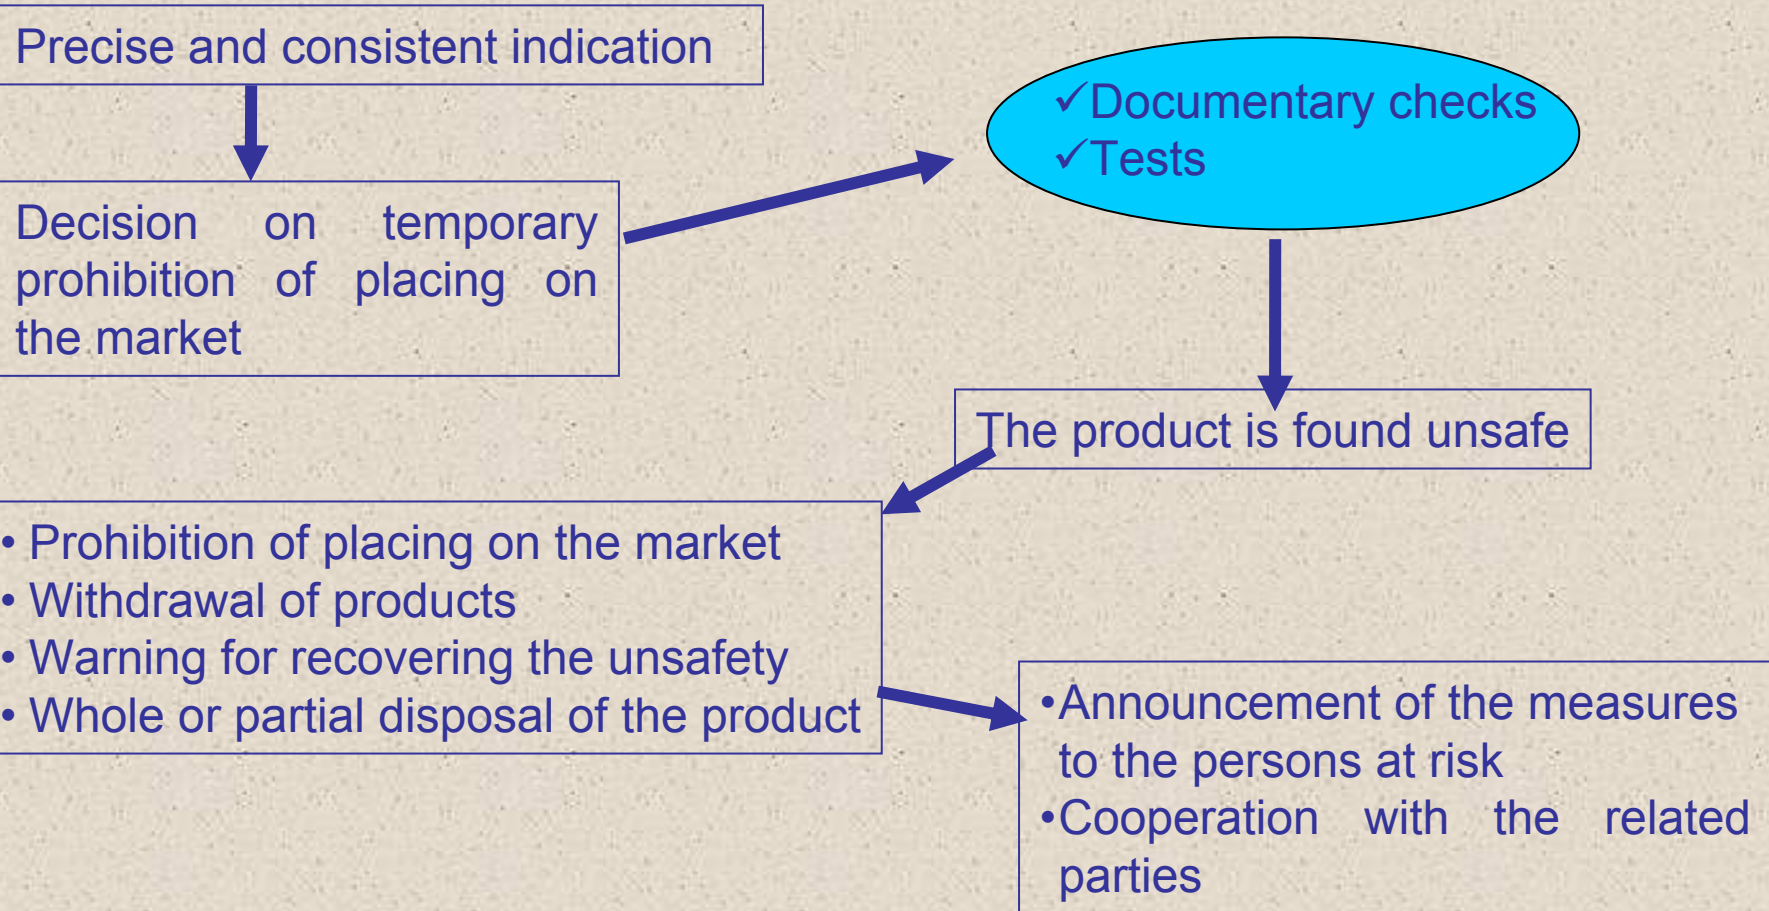 Precise and consistent indication
Decision on temporary
prohibition of placing on
the market
✓Documentary checks
✓Tests
The product is found unsafe
• Prohibition of placing on the market
• Withdrawal of products
• Warning for recovering the unsafety
• Whole or partial disposal of the product
•Announcement of the measures
to the persons at risk
•Cooperation with the related
parties